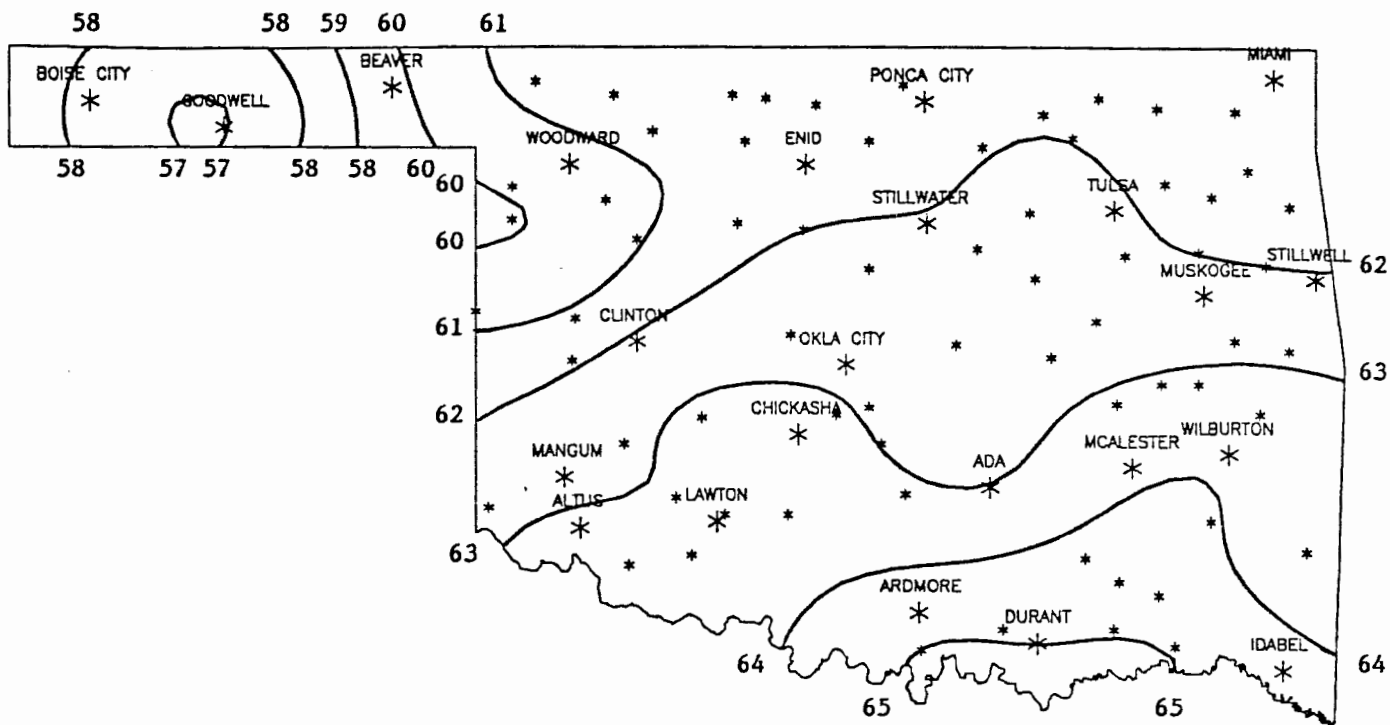 58 58 59 60 61
BOISE CITY GOODWELL BEAVER PONCA CITY MIAMI
58 57 57 58 58 60
WOODWARD ENID
60
STILLWATER TULSA
60
STILLWELL 62
MUSKOGEE
61 CLINTON
OKLA CITY
63
62
CHICKASHA
MANGUM ADA MCALESTER WILBURTON
ALTUS LAWTON
63
ARDMORE
DURANT
IDABEL
64 64
65 65